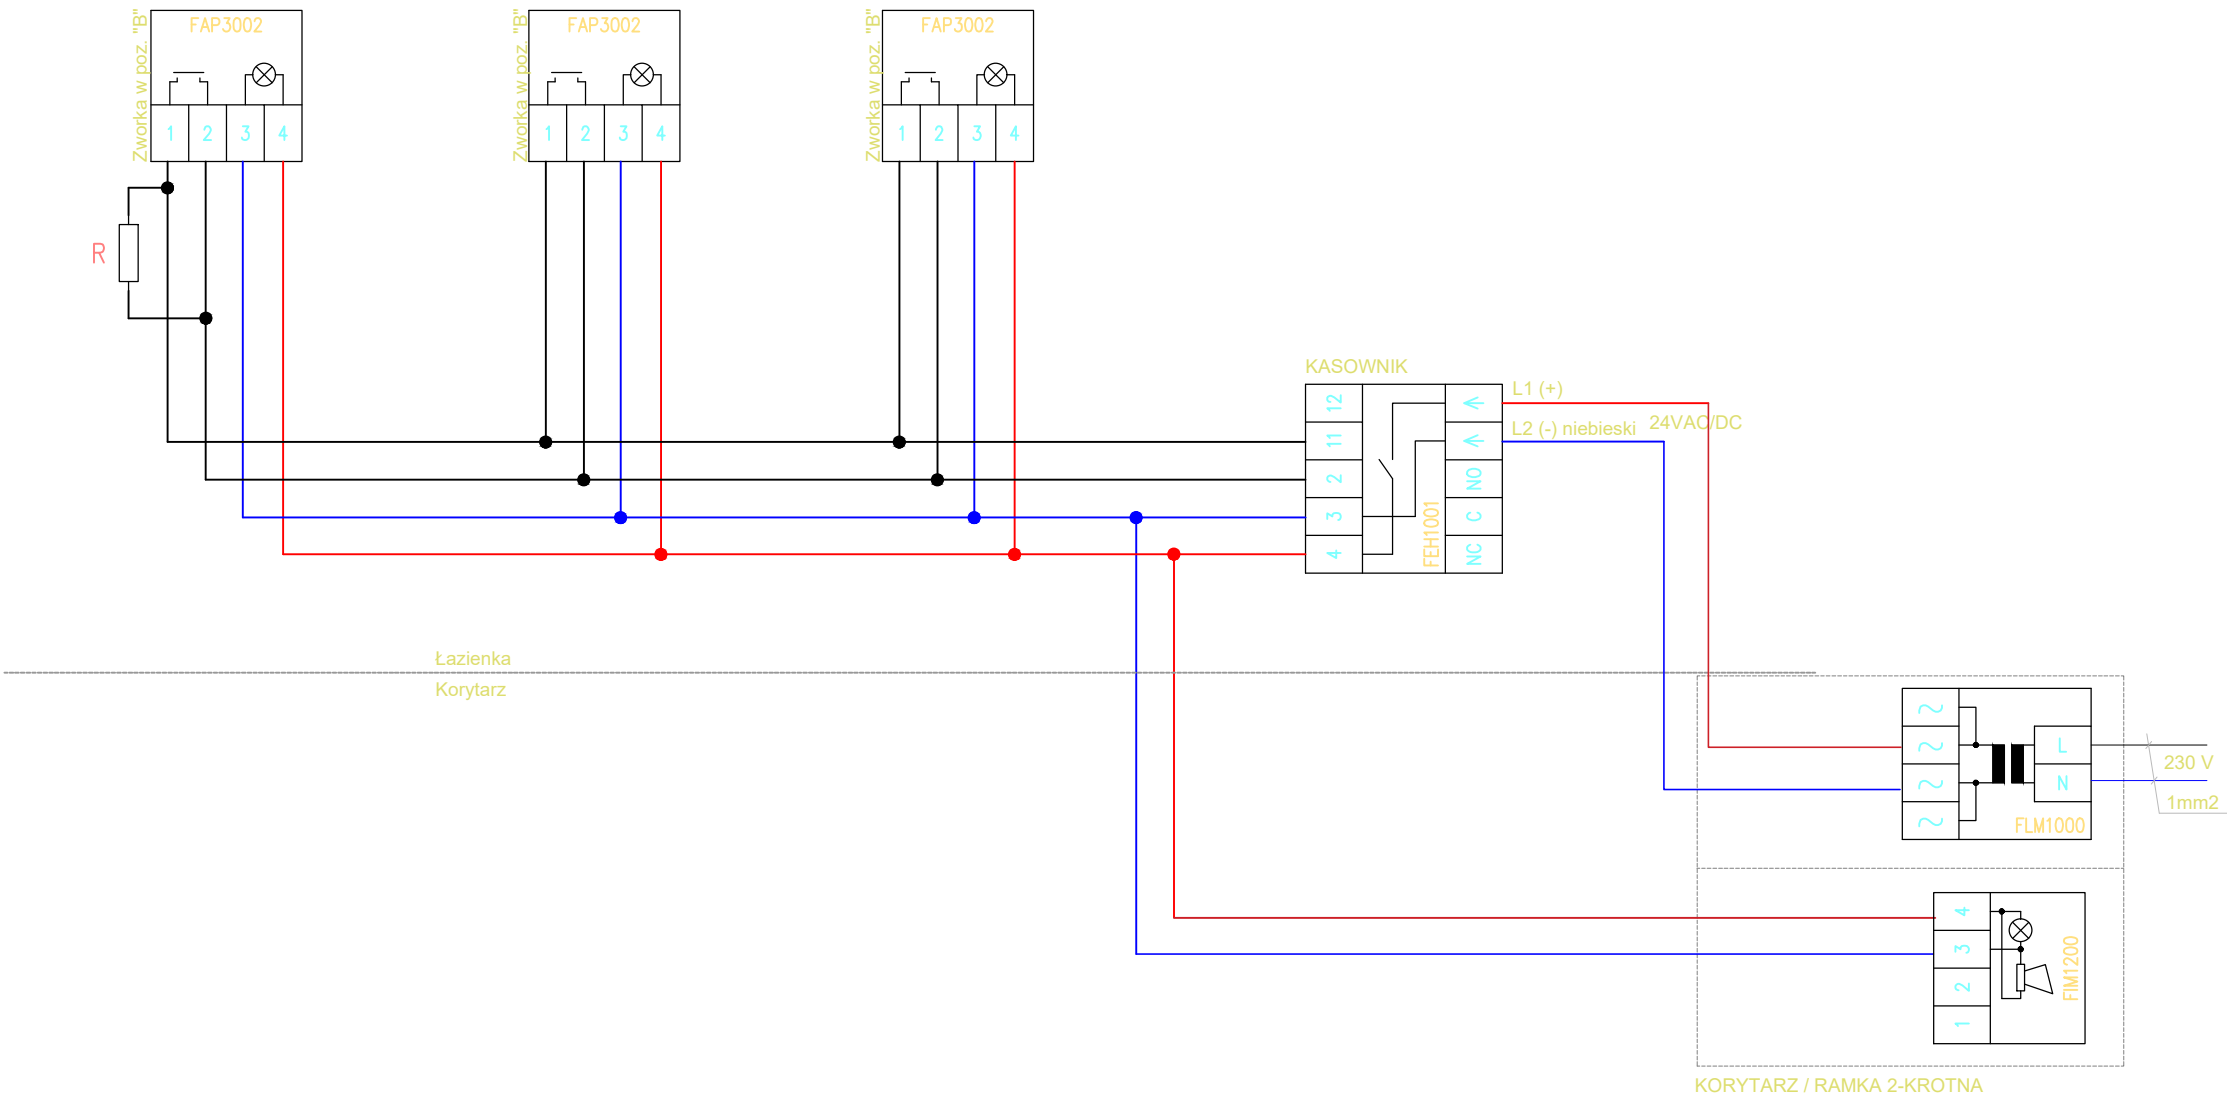 Zworka w poz. "B"
FAP3002
1 2 3 4
Zworka w poz. "B"
FAP3002
1 2 3 4
Zworka w poz. "B"
FAP3002
1 2 3 4
R
KASOWNIK
12
11
2
3
4
FEH1001
NO
C
NC
L1 (+)
L2 (-) niebieski
24VAC/DC
Łazienka
Korytarz
L
N
FLM1000
230 V
1mm2
4
3
2
1
FIM1200
KORYTARZ / RAMKA 2-KROTNA